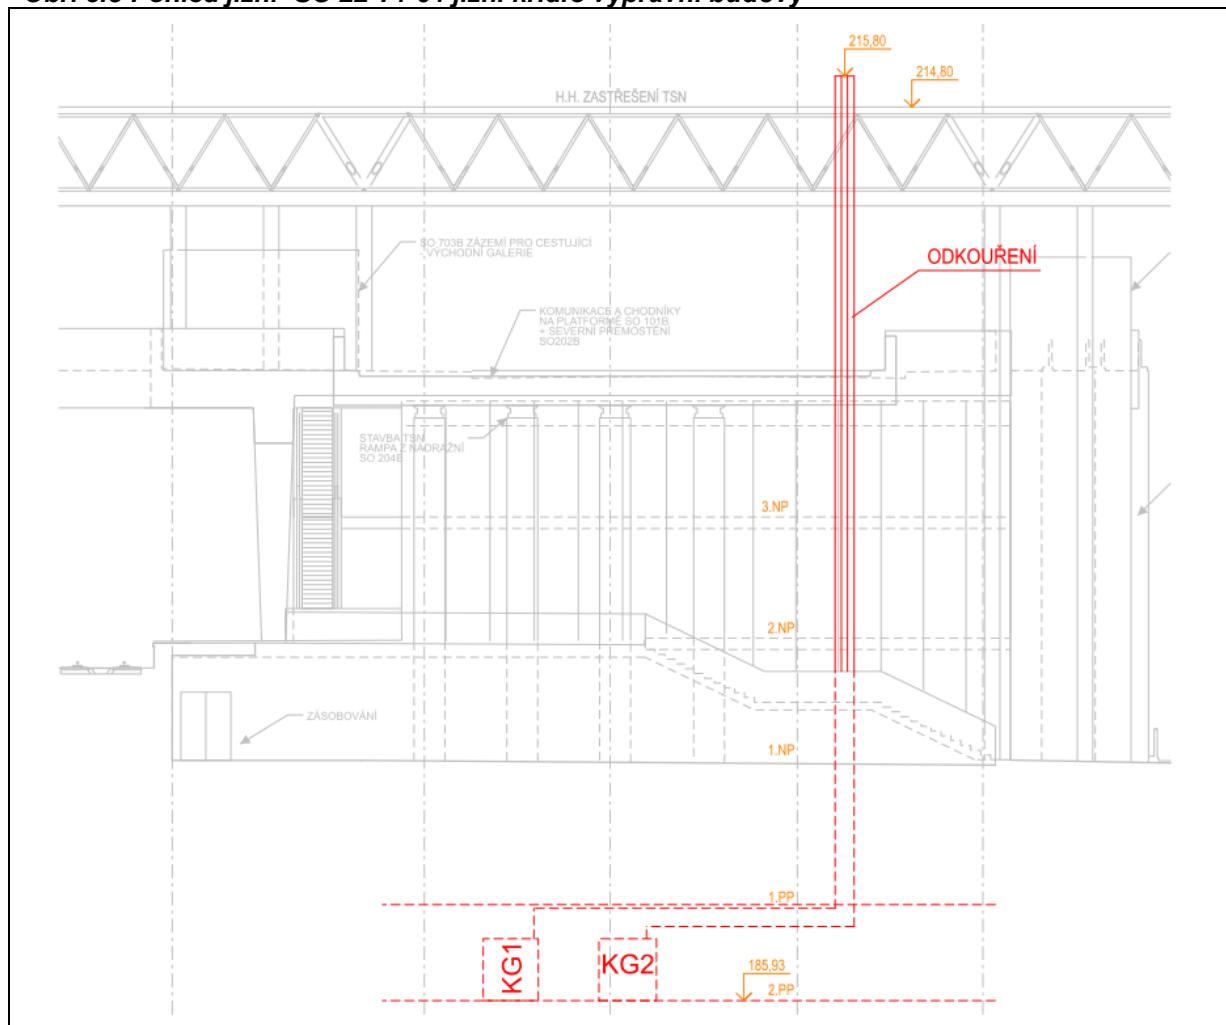 215,80
214,80
H.H. ZASTŘEŠENÍ TSN
SO 703B ZÁZEMÍ PRO CESTUJÍCÍ
- VÝCHODNÍ GALERIE
ODKOUŘENÍ
KOMUNIKACE A CHODNÍKY
NA PLATFORMĚ SO 101B
+ SEVERNÍ PŘEMOSTĚNÍ
SO202B
STAVBA TSN
RAMPA Z NÁDRAŽNÍ
SO 204B
3.NP
2.NP
ZÁSOBOVÁNÍ
1.NP
1.PP
KG1
KG2
185,93
2.PP